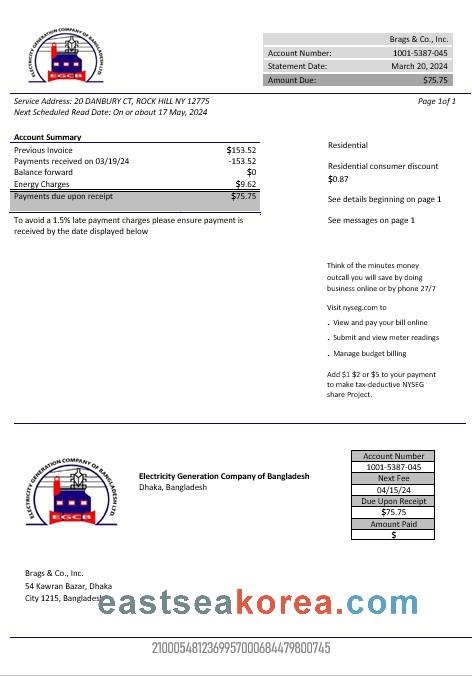 ELECTRICITY GENERATION COMPANY OF BANGLADESH LTD.
EGCB
Brags & Co., Inc.
Account Number: 1001-5387-045
Statement Date: March 20, 2024
Amount Due: $75.75
Service Address: 20 DANBURY CT, ROCK HILL NY 12775
Page 1of 1
Next Scheduled Read Date: On or about 17 May, 2024
Account Summary
Previous Invoice $153.52
Payments received on 03/19/24 -153.52
Balance forward $0
Energy Charges $9.62
Payments due upon receipt $75.75
To avoid a 1.5% late payment charges please ensure payment is
received by the date displayed below
Residential
Residential consumer discount
$0.87
See details beginning on page 1
See messages on page 1
Think of the minutes money
outcall you will save by doing
business online or by phone 27/7
Visit nyseg.com to
. View and pay your bill online
. Submit and view meter readings
. Manage budget billing
Add $1 $2 or $5 to your payment
to make tax-deductive NYSEG
share Project.
ELECTRICITY GENERATION COMPANY OF BANGLADESH LTD.
EGCB
Electricity Generation Company of Bangladesh
Dhaka, Bangladesh
Account Number
1001-5387-045
Next Fee
04/15/24
Due Upon Receipt
$75.75
Amount Paid
$
Brags & Co., Inc.
54 Kawran Bazar, Dhaka
City 1215, Bangladesh
eastseakorea.com
2100054812369957000684479800745